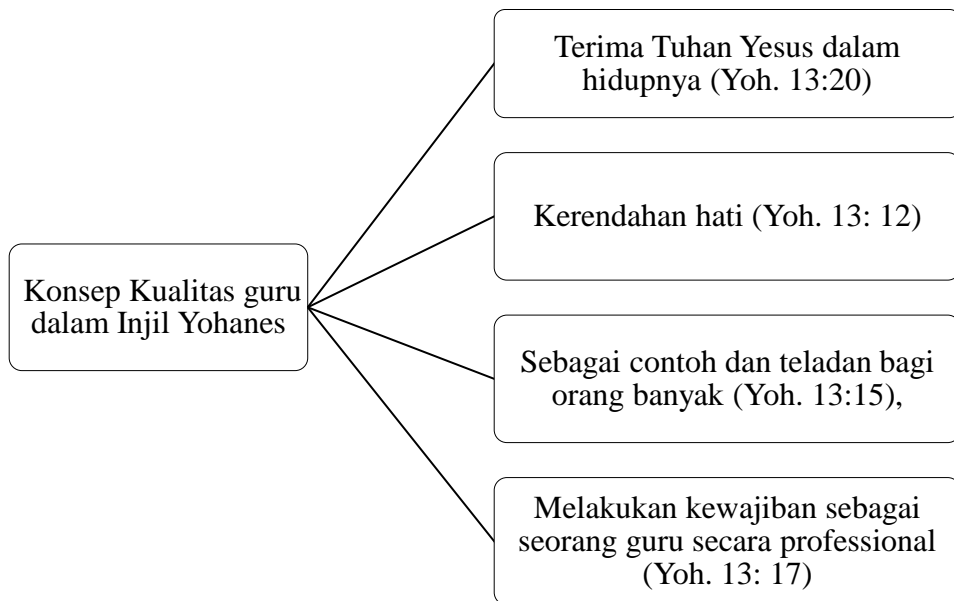 Konsep Kualitas guru
dalam Injil Yohanes
Terima Tuhan Yesus dalam
hidupnya (Yoh. 13:20)
Kerendahan hati (Yoh. 13: 12)
Sebagai contoh dan teladan bagi
orang banyak (Yoh. 13:15),
Melakukan kewajiban sebagai
seorang guru secara professional
(Yoh. 13: 17)